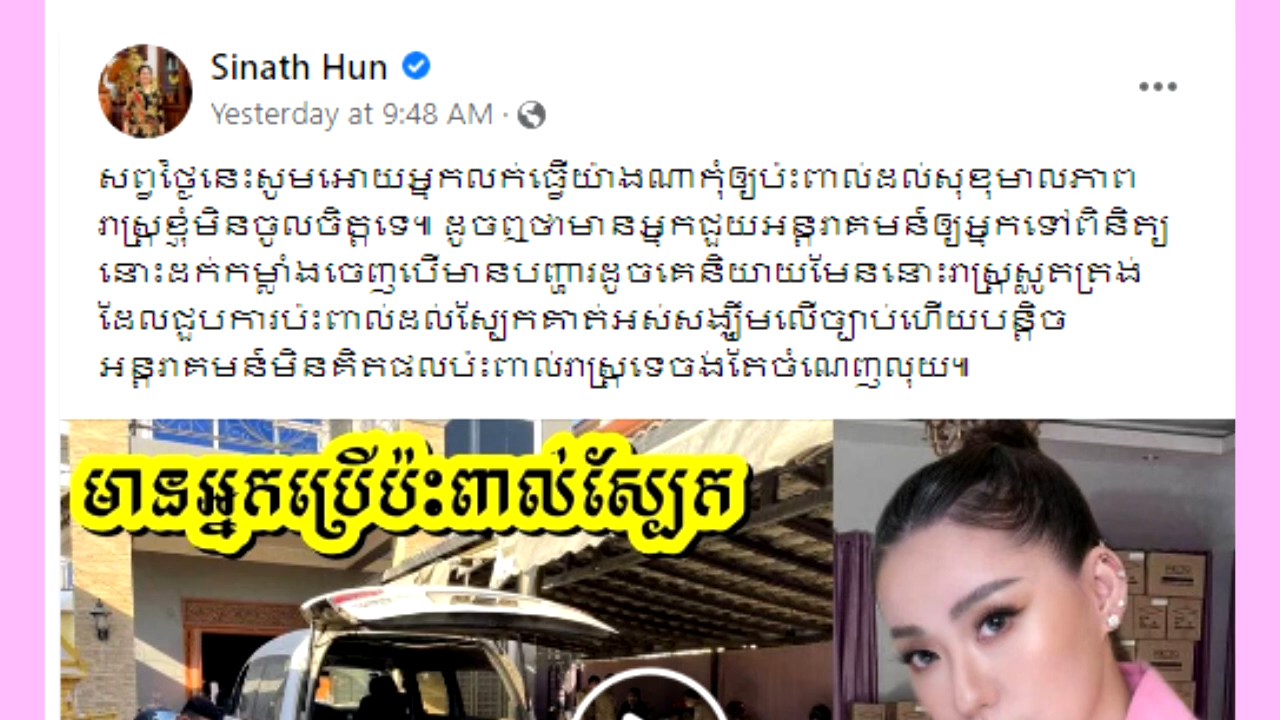 Sinath Hun
Yesterday at 9:48 AM ·
សព្វថ្ងៃនេះសូមអោយអ្នកលក់ធ្វើយ៉ាងណាកុំឲ្យប៉ះពាល់ដល់សុខុមាលភាព
រាស្ត្រខ្ញុំមិនចូលចិត្តទេ៕ ដូចឮថាមានអ្នកជួយអន្តរាគមន៍ឲ្យអ្នកទៅពិនិត្យ
នោះដក់កម្លាំងចេញបើមានបញ្ហារដូចគេនិយាយមែននោះរាស្ត្រស្លូតត្រង់
ដែលជួបការប៉ះពាល់ដល់ស្បែកគាត់អស់សង្ឃឹមលើច្បាប់ហើយបន្តិច
អន្តរាគមន៍មិនគិតផលប៉ះពាល់រាស្ត្រទេចង់តែចំណេញលុយ៕
មានអ្នកប្រើប៉ះពាល់ស្បែក